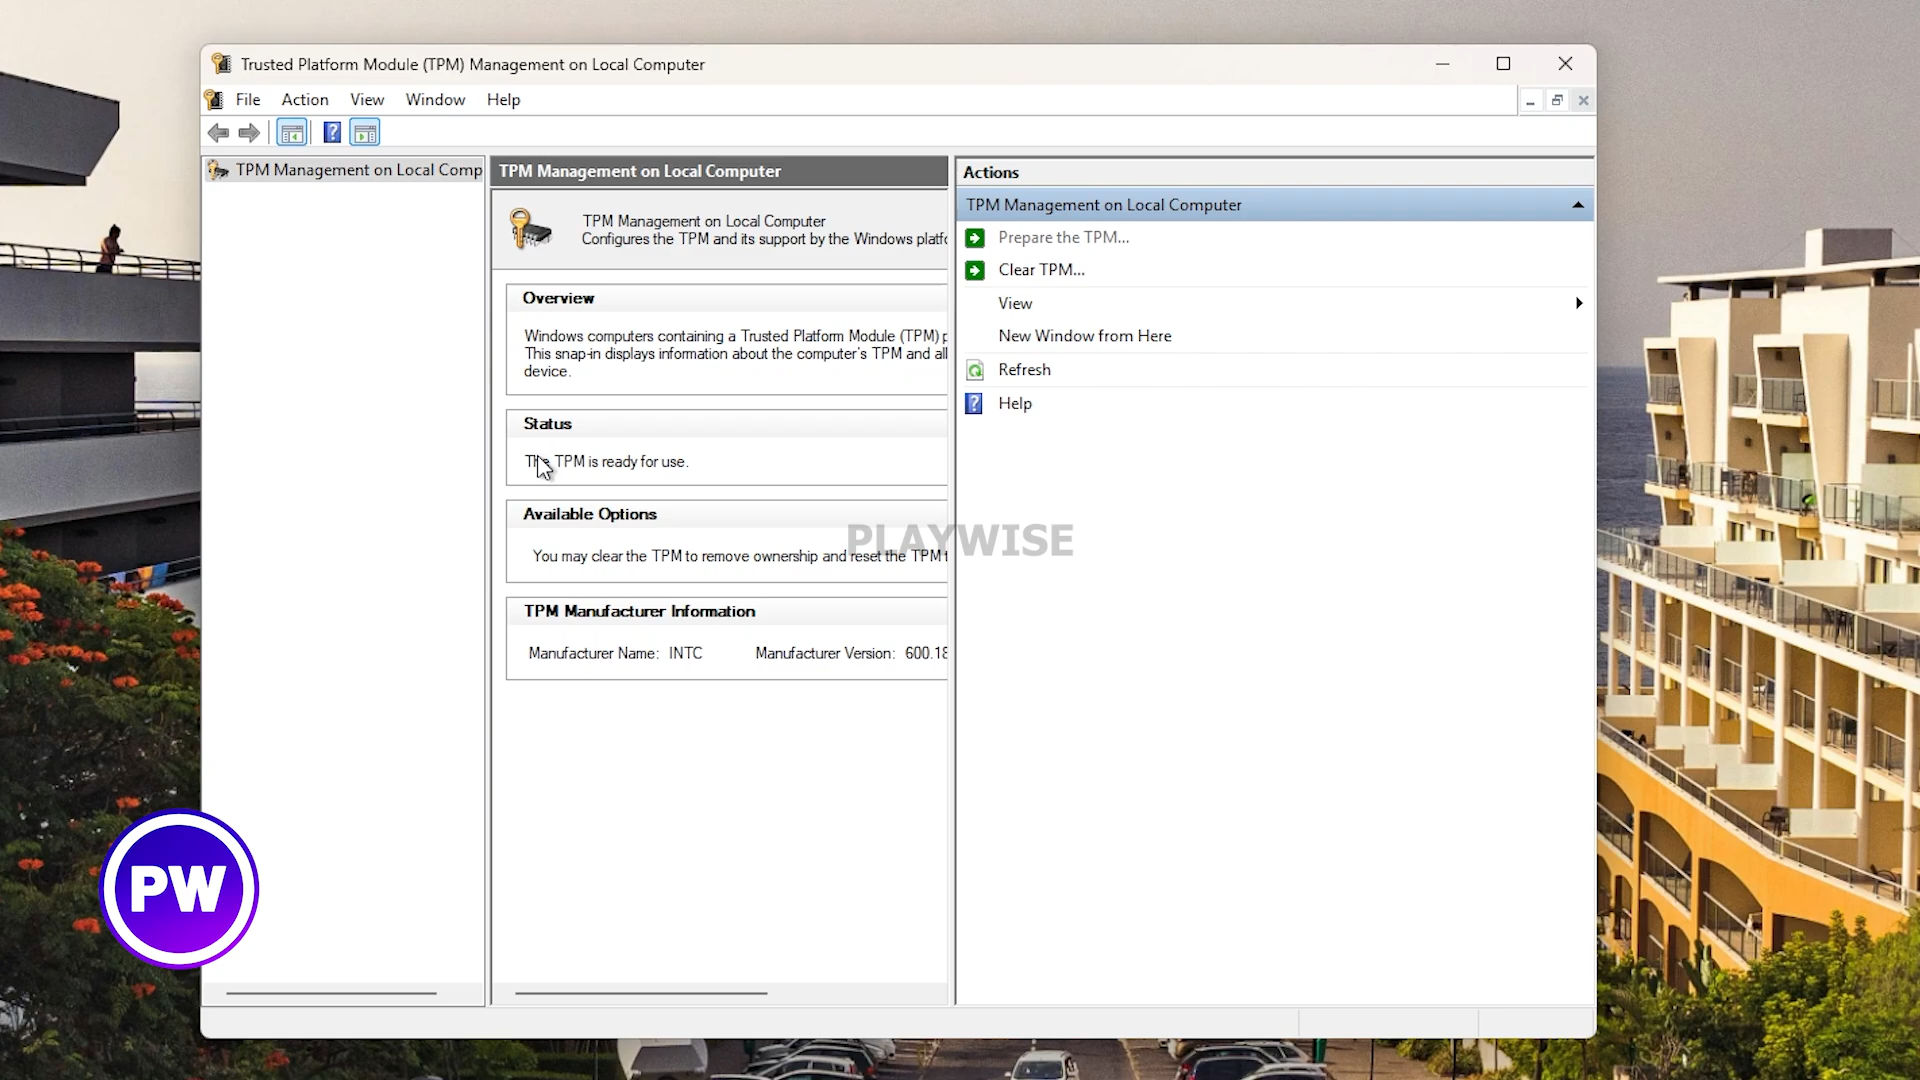 Trusted Platform Module (TPM) Management on Local Computer
File Action View Window Help
TPM Management on Local Comp
TPM Management on Local Computer
TPM Management on Local Computer
Configures the TPM and its support by the Windows platfo
Overview
Windows computers containing a Trusted Platform Module (TPM) p
This snap-in displays information about the computer's TPM and all
device.
Status
The TPM is ready for use.
Available Options
You may clear the TPM to remove ownership and reset the TPM t
TPM Manufacturer Information
Manufacturer Name: INTC Manufacturer Version: 600.18
Actions
TPM Management on Local Computer
Prepare the TPM...
Clear TPM...
View
New Window from Here
Refresh
Help
PLAYWISE
PW